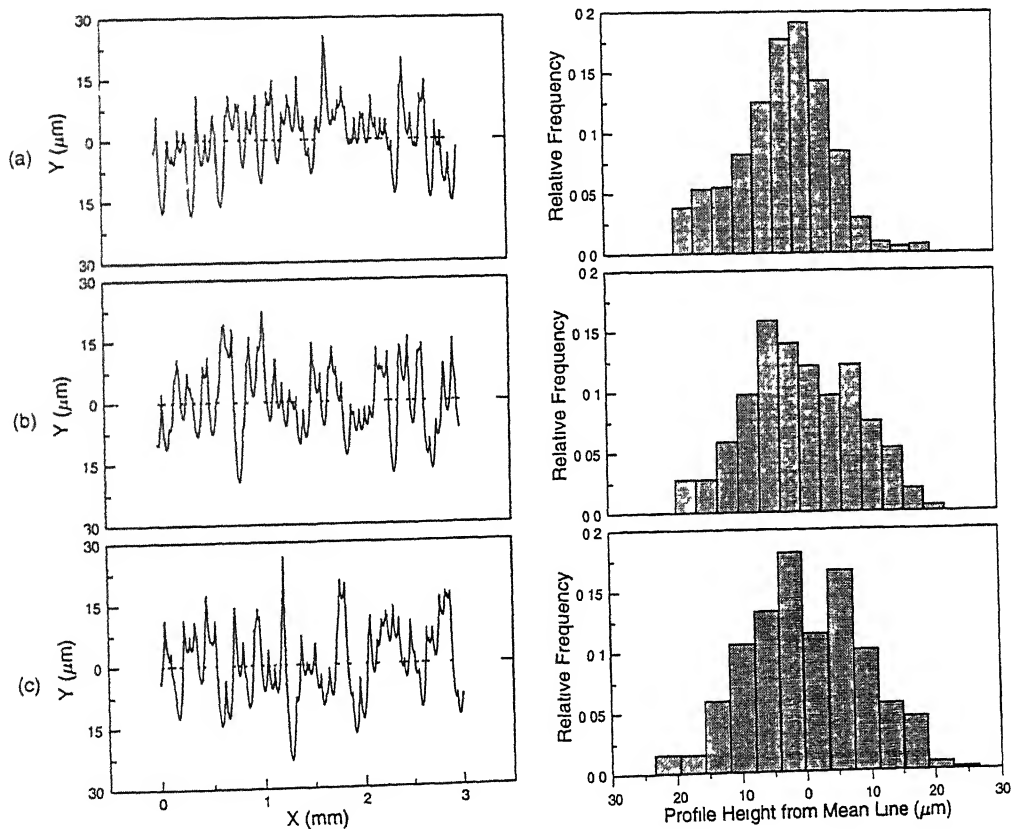 (a)
Y (μm)
30
15
0
15
30
Relative Frequency
0.2
0.15
0.1
0 05
0 0
(b)
Y (μm)
30
15
0
15
30
Relative Frequency
0 2
0.15
0.1
0 05
0 0
(c)
Y (μm)
30
15
0
15
30
0 1 2 3
X (mm)
Relative Frequency
0 2
0.15
0.1
0 05
0 0
30 20 10 0 10 20 30
Profile Height from Mean Line (μm)